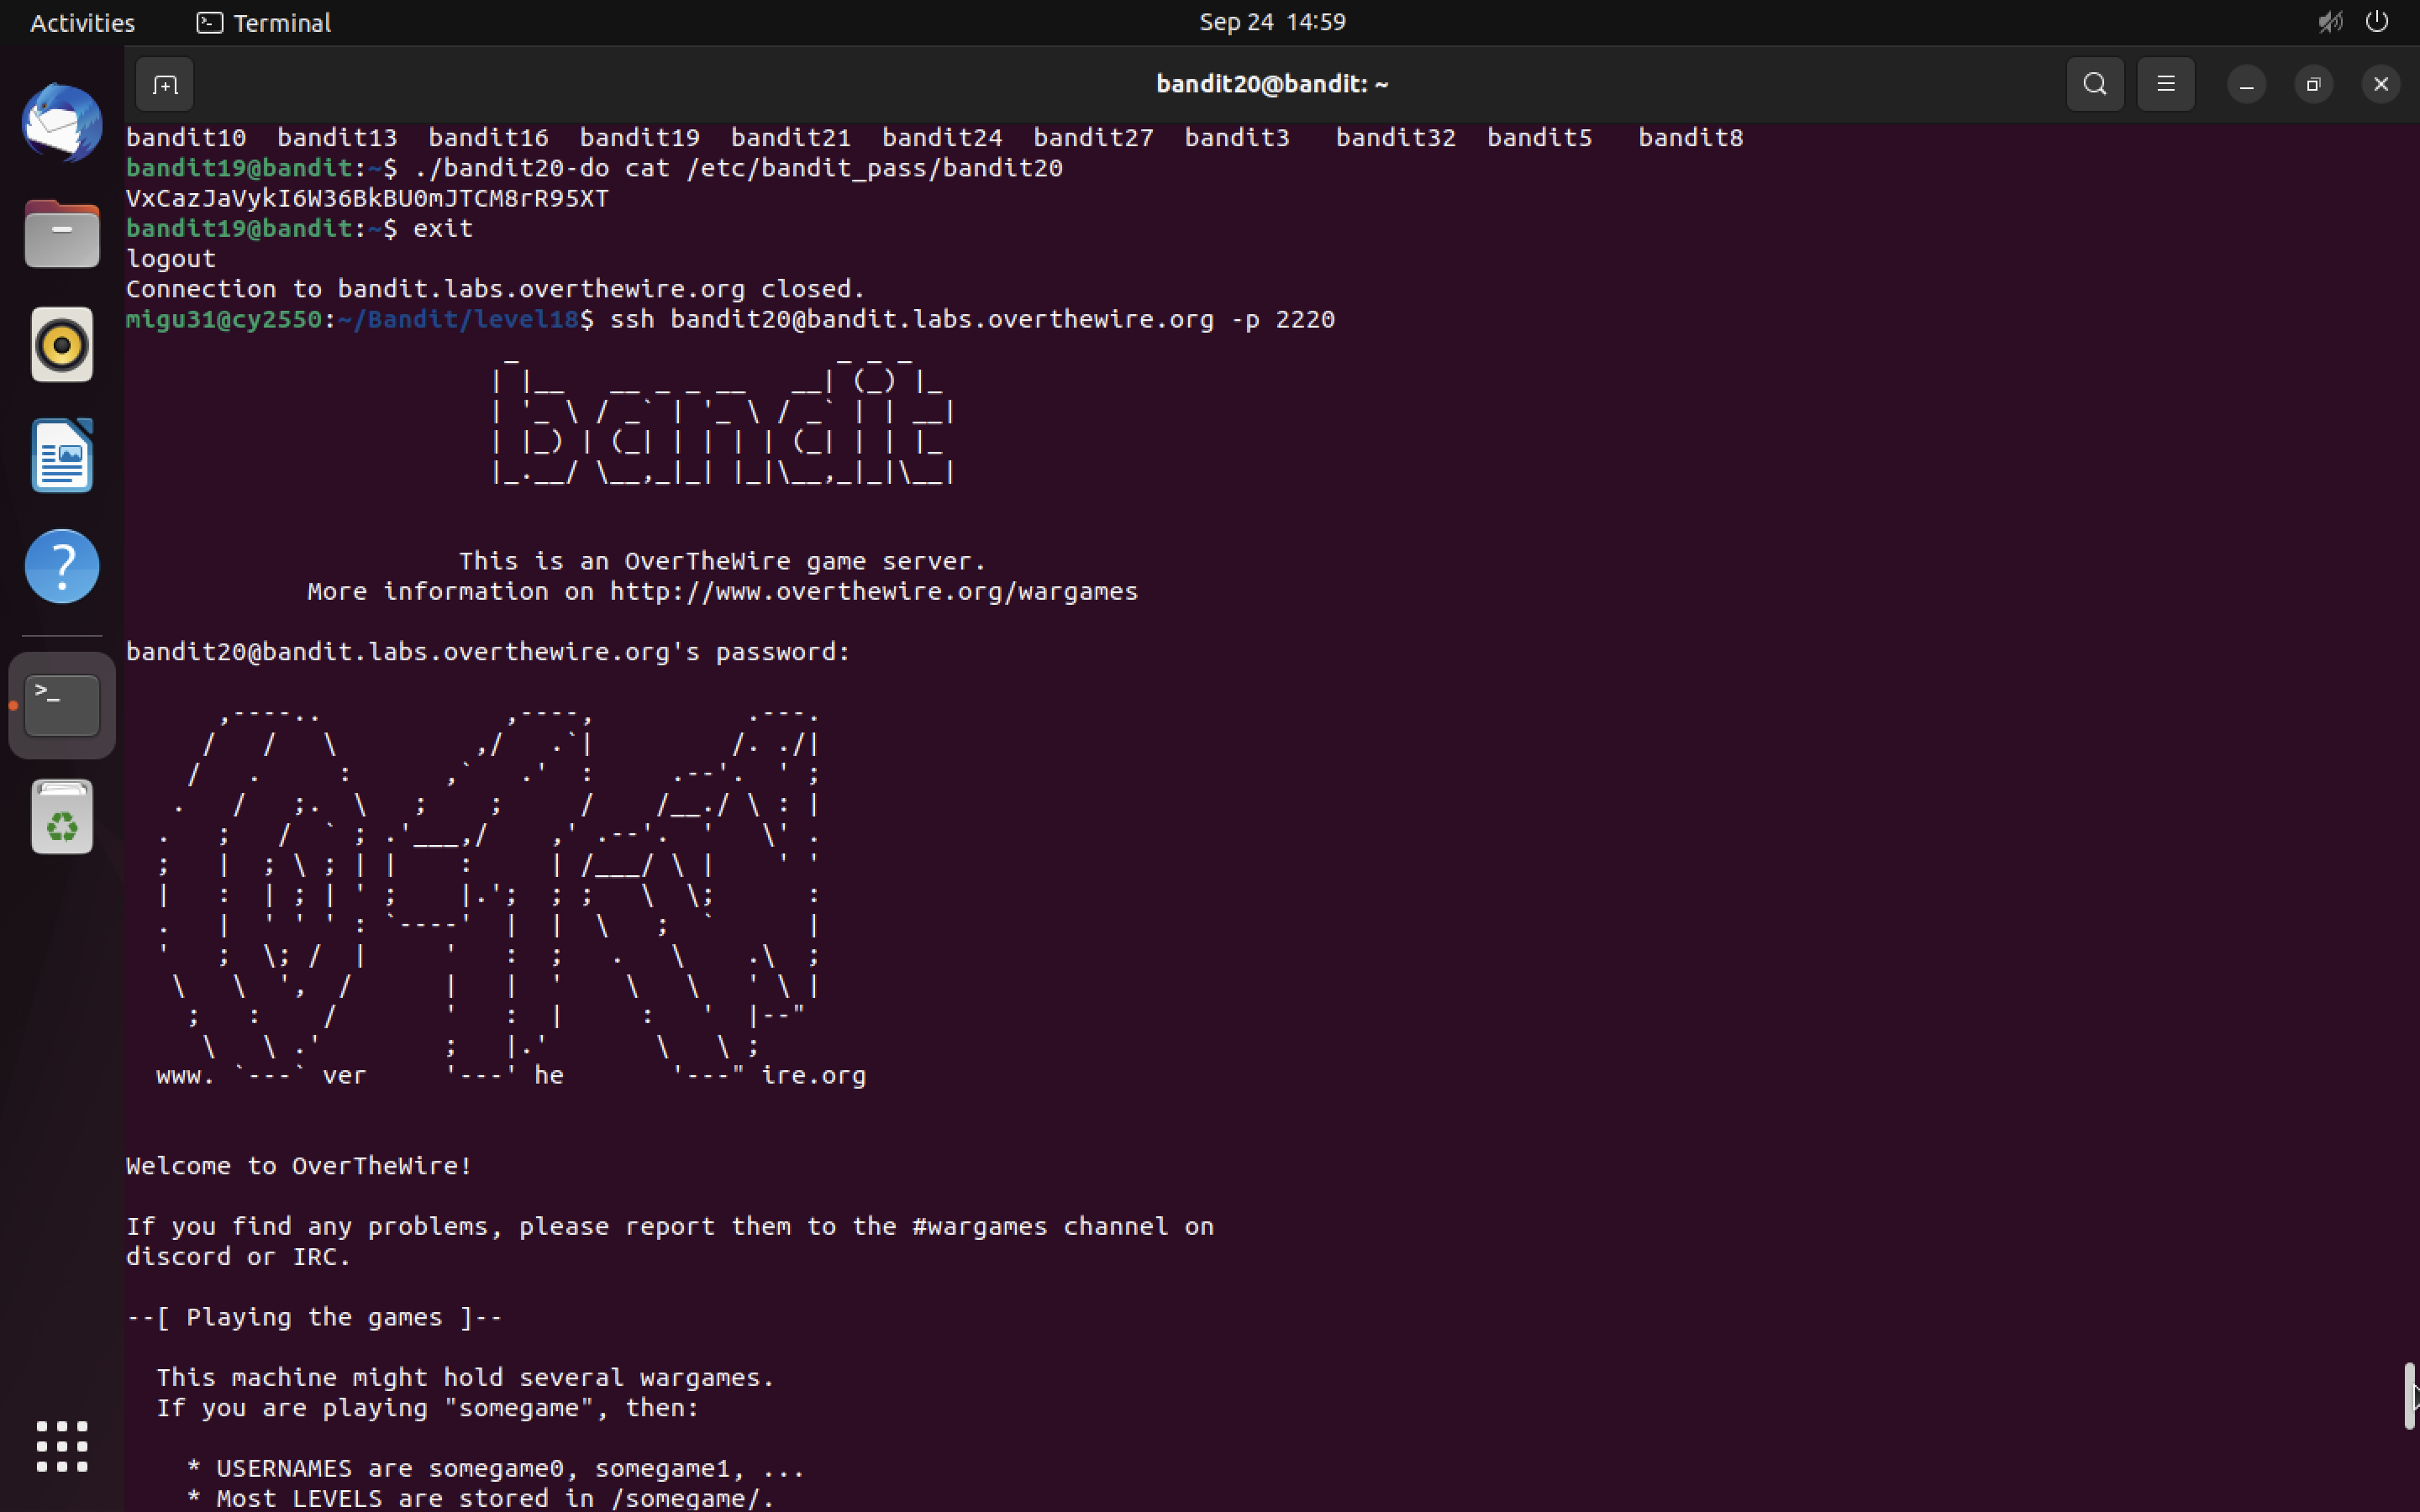 Activities Terminal Sep 24 14:59
bandit20@bandit: ~
bandit10 bandit13 bandit16 bandit19 bandit21 bandit24 bandit27 bandit3 bandit32 bandit5 bandit8
bandit19@bandit:~$ ./bandit20-do cat /etc/bandit_pass/bandit20
VxCazJaVykI6W36BkBU0mJTCM8rR95XT
bandit19@bandit:~$ exit
logout
Connection to bandit.labs.overthewire.org closed.
migu31@cy2550:~/Bandit/level18$ ssh bandit20@bandit.labs.overthewire.org -p 2220
bandit
This is an OverTheWire game server.
More information on http://www.overthewire.org/wargames
bandit20@bandit.labs.overthewire.org's password:
www. ver he ire.org
Welcome to OverTheWire!
If you find any problems, please report them to the #wargames channel on
discord or IRC.
--[ Playing the games ]--
This machine might hold several wargames.
If you are playing "somegame", then:
* USERNAMES are somegame0, somegame1, ...
* Most LEVELS are stored in /somegame/.